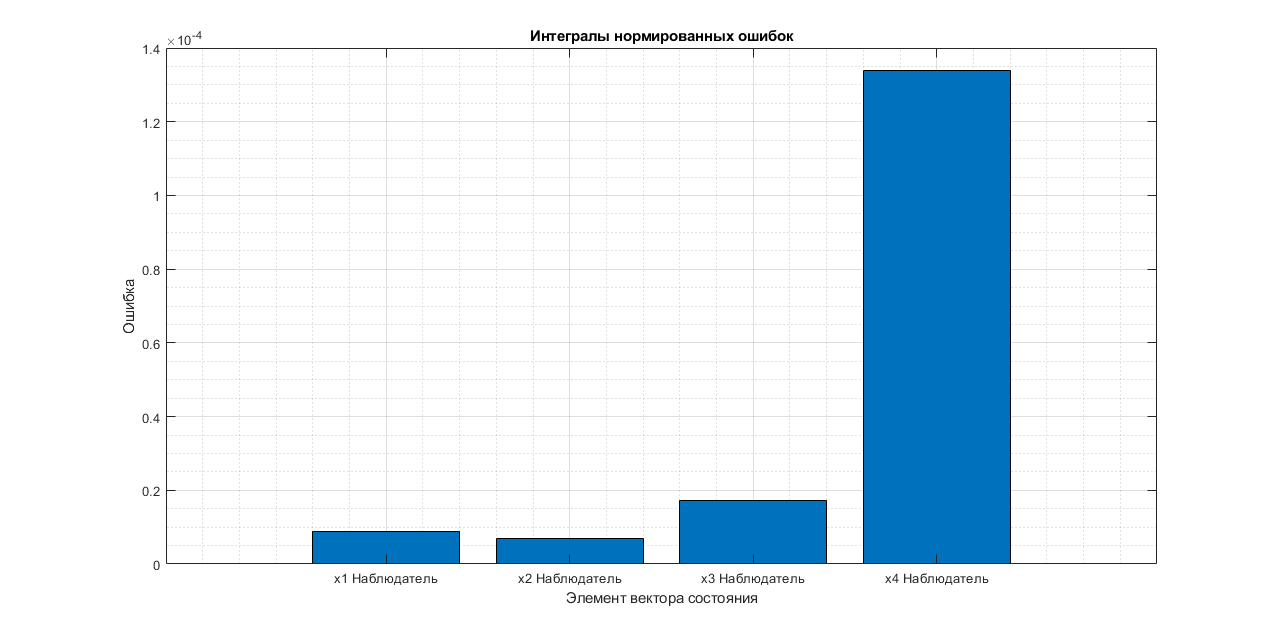 Интегралы нормированных ошибок
×10^-4
1.4
1.2
1
0.8
0.6
0.4
0.2
0
Ошибка
x1 Наблюдатель
x2 Наблюдатель
x3 Наблюдатель
x4 Наблюдатель
Элемент вектора состояния